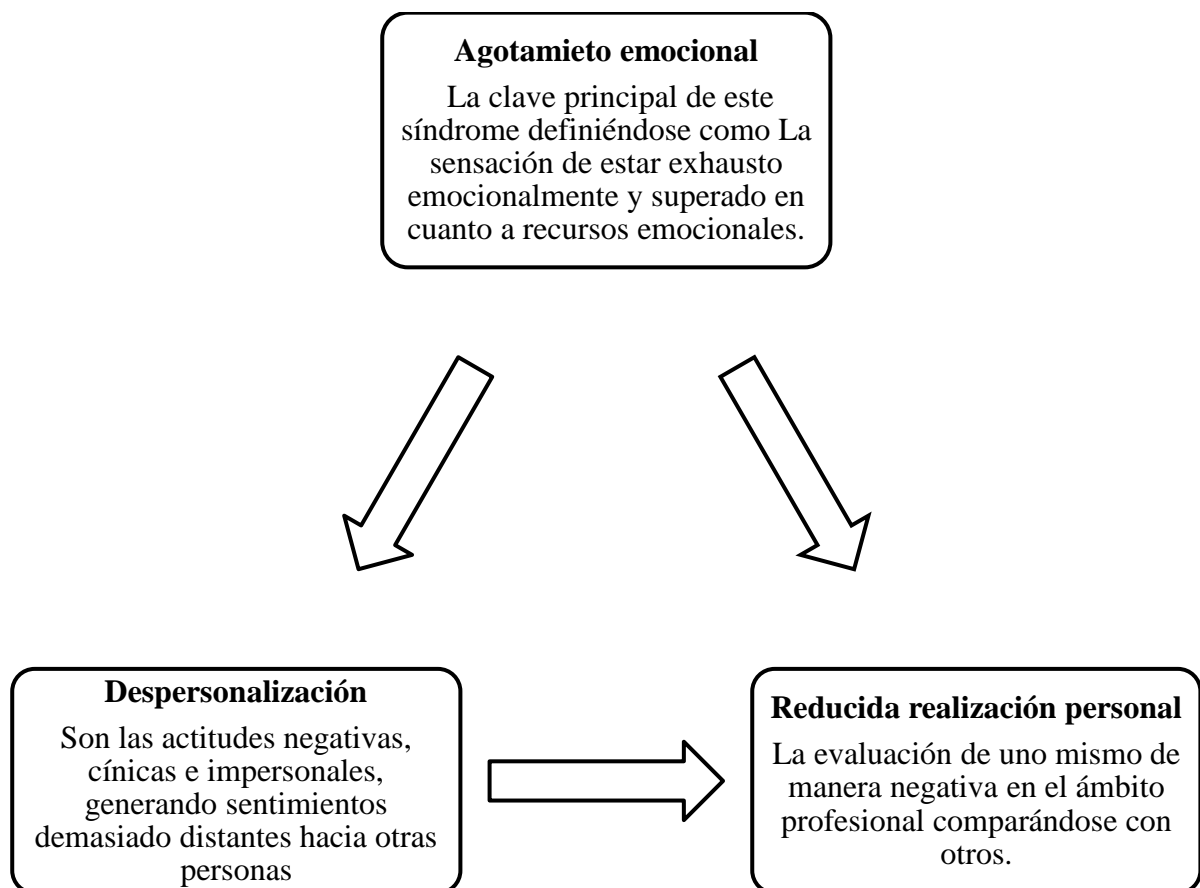 Agotamieto emocional
La clave principal de este
síndrome definiéndose como La
sensación de estar exhausto
emocionalmente y superado en
cuanto a recursos emocionales.
Despersonalización
Son las actitudes negativas,
cínicas e impersonales,
generando sentimientos
demasiado distantes hacia otras
personas
Reducida realización personal
La evaluación de uno mismo de
manera negativa en el ámbito
profesional comparándose con
otros.